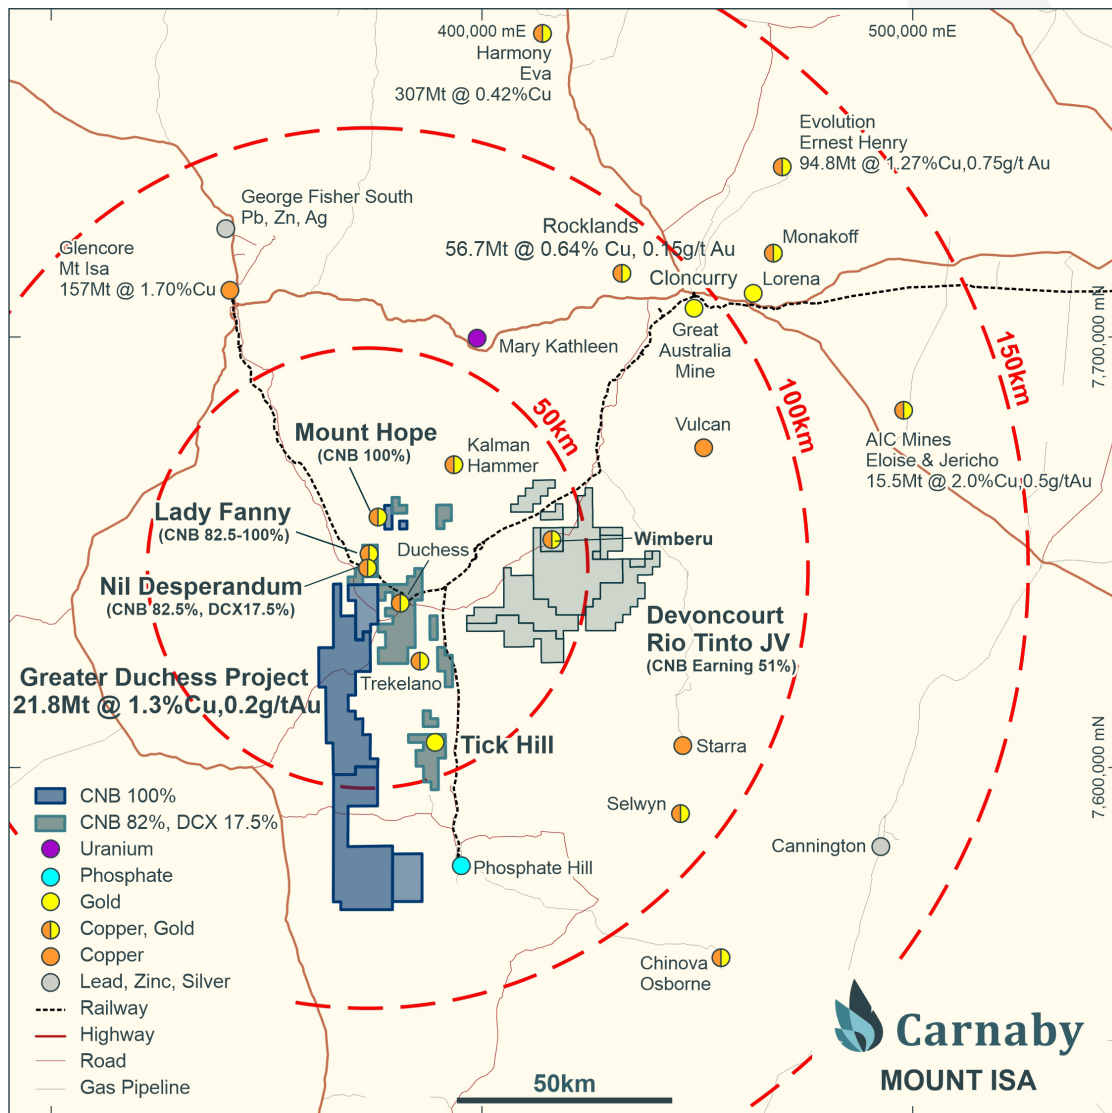 400,000 mE
500,000 mE
Harmony
Eva
307Mt @ 0.42%Cu
Evolution
Ernest Henry
94.8Mt @ 1.27%Cu,0.75g/t Au
George Fisher South
Pb, Zn, Ag
Glencore
Mt Isa
157Mt @ 1.70%Cu
Rocklands
56.7Mt @ 0.64% Cu, 0.15g/t Au
Monakoff
Cloncurry
Lorena
Great
Australia
Mine
Mary Kathleen
7,700,000 mN
150km
100km
50km
Vulcan
AIC Mines
Eloise & Jericho
15.5Mt @ 2.0%Cu,0.5g/tAu
Mount Hope
(CNB 100%)
Kalman
Hammer
Lady Fanny
(CNB 82.5-100%)
Duchess
Wimberu
Nil Desperandum
(CNB 82.5%, DCX17.5%)
Devoncourt
Rio Tinto JV
(CNB Earning 51%)
Greater Duchess Project
21.8Mt @ 1.3%Cu,0.2g/tAu
Trekelano
Tick Hill
Starra
Selwyn
7,600,000 mN
Cannington
Phosphate Hill
Chinova
Osborne
CNB 100%
CNB 82%, DCX 17.5%
Uranium
Phosphate
Gold
Copper, Gold
Copper
Lead, Zinc, Silver
Railway
Highway
Road
Gas Pipeline
50km
Carnaby
MOUNT ISA